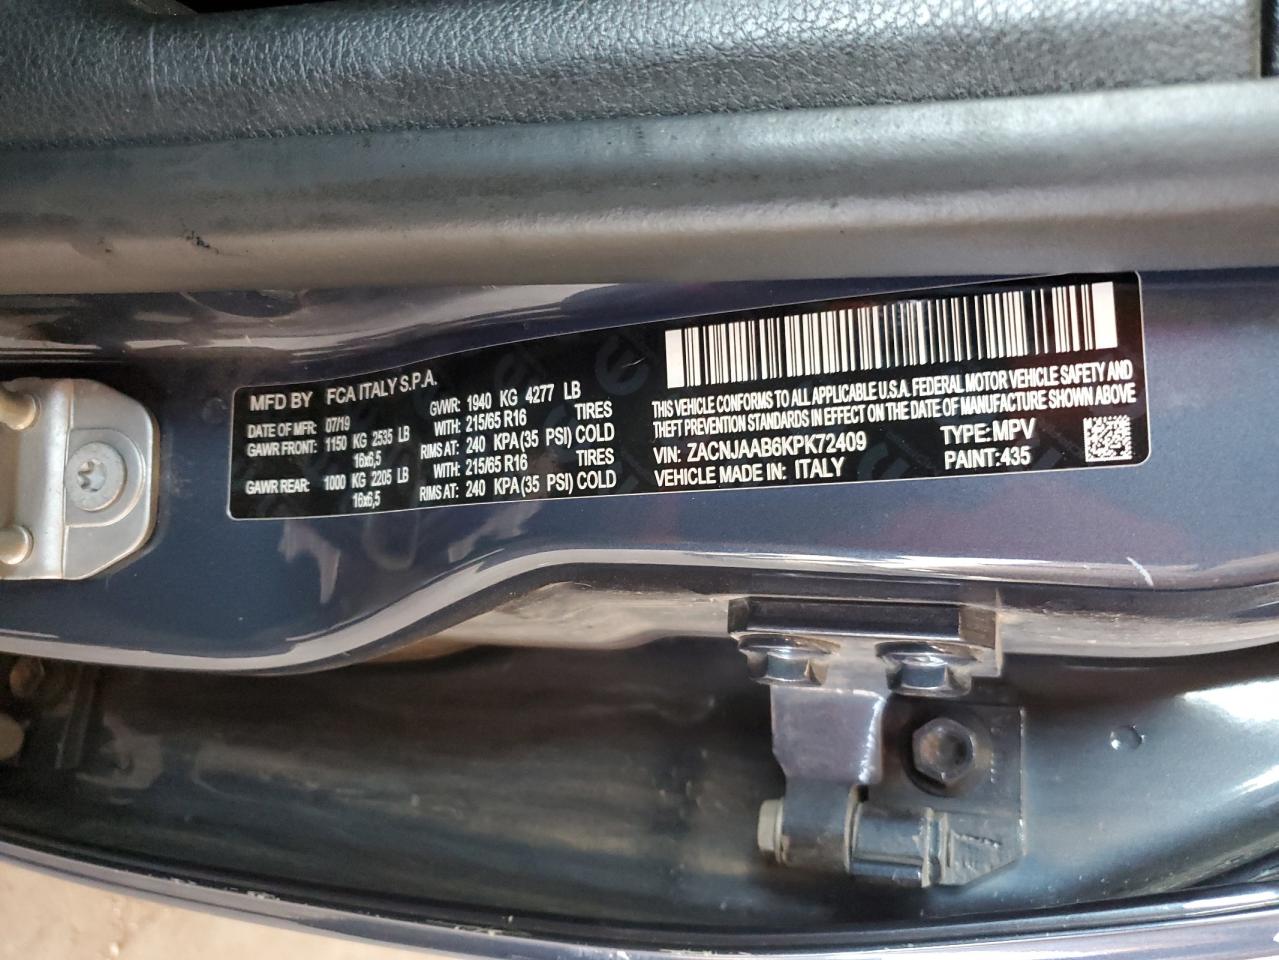 MFD BY FCA ITALY S.P.A.
DATE OF MFR: 07/19 GVWR: 1940 KG 4277 LB
GAWR FRONT: 1150 KG 2535 LB WITH: 215/65 R16 TIRES
16x6,5 RIMS AT: 240 KPA(35 PSI) COLD
GAWR REAR: 1000 KG 2205 LB WITH: 215/65 R16 TIRES
16x6,5 RIMS AT: 240 KPA(35 PSI) COLD
THIS VEHICLE CONFORMS TO ALL APPLICABLE U.S.A. FEDERAL MOTOR VEHICLE SAFETY AND
THEFT PREVENTION STANDARDS IN EFFECT ON THE DATE OF MANUFACTURE SHOWN ABOVE
VIN: ZACNJAAB6KPK72409 TYPE: MPV
VEHICLE MADE IN: ITALY PAINT: 435